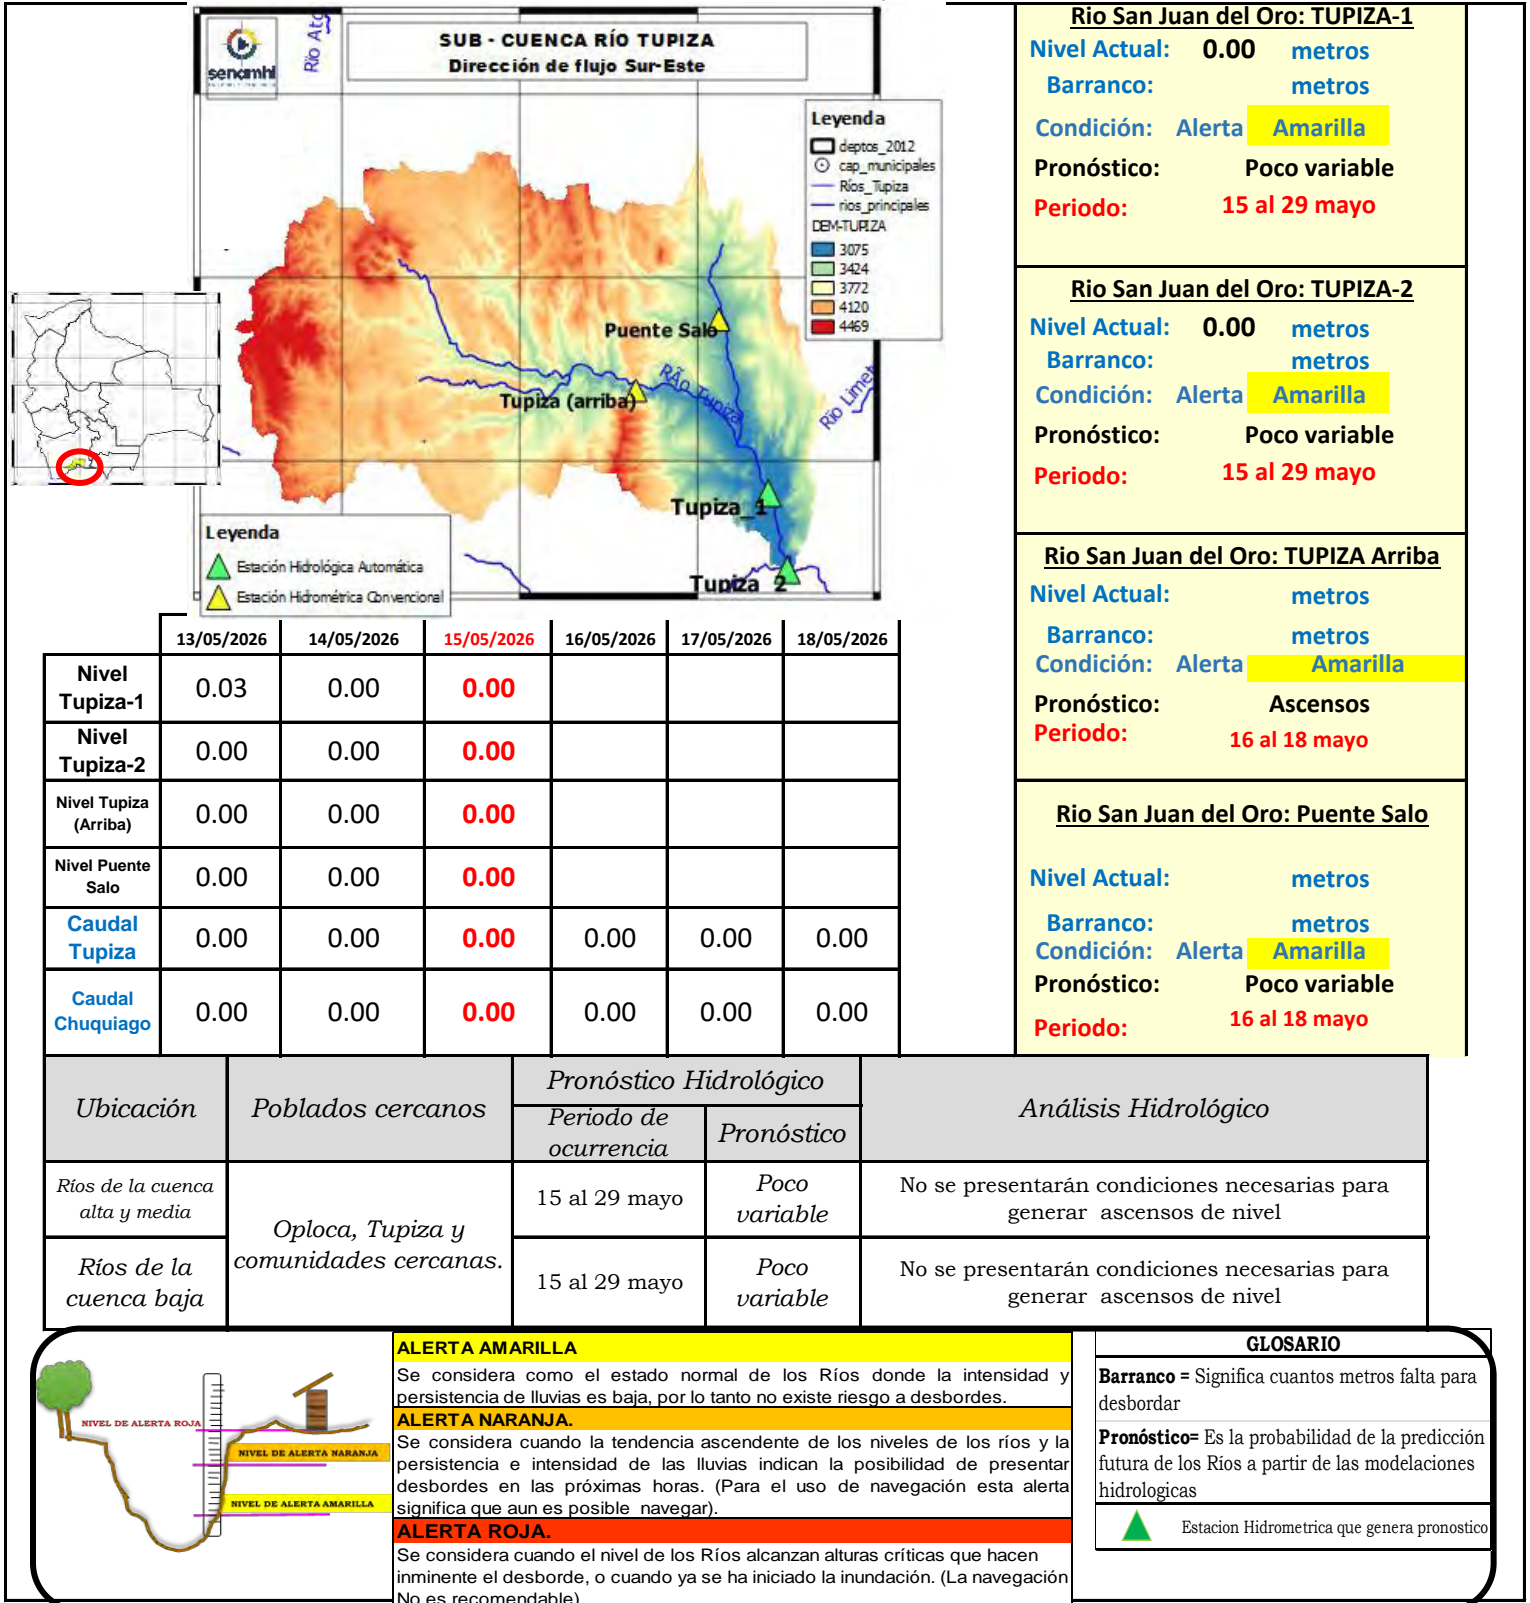 SUB - CUENCA RÍO TUPIZA
Dirección de flujo Sur-Este
senamhi
Río Ato
Leyenda
deptos_2012
cap_municipales
Ríos_Tupiza
rios_principales
DEM-TUPIZA
3075
3424
3772
4120
4469
Puente Salo
Tupiza (arriba)
RÃo Tupiza
Río Limet
Tupiza_1
Tupiza_2
Leyenda
Estación Hidrológica Automática
Estación Hidrométrica Convencional
Rio San Juan del Oro: TUPIZA-1
Nivel Actual: 0.00 metros
Barranco: metros
Condición: Alerta Amarilla
Pronóstico: Poco variable
Periodo: 15 al 29 mayo
Rio San Juan del Oro: TUPIZA-2
Nivel Actual: 0.00 metros
Barranco: metros
Condición: Alerta Amarilla
Pronóstico: Poco variable
Periodo: 15 al 29 mayo
Rio San Juan del Oro: TUPIZA Arriba
Nivel Actual: metros
Barranco: metros
Condición: Alerta Amarilla
Pronóstico: Ascensos
Periodo: 16 al 18 mayo
Rio San Juan del Oro: Puente Salo
Nivel Actual: metros
Barranco: metros
Condición: Alerta Amarilla
Pronóstico: Poco variable
Periodo: 16 al 18 mayo
13/05/2026 14/05/2026 15/05/2026 16/05/2026 17/05/2026 18/05/2026
Nivel
Tupiza-1 0.03 0.00 0.00
Nivel
Tupiza-2 0.00 0.00 0.00
Nivel Tupiza
(Arriba) 0.00 0.00 0.00
Nivel Puente
Salo 0.00 0.00 0.00
Caudal
Tupiza 0.00 0.00 0.00 0.00 0.00 0.00
Caudal
Chuquiago 0.00 0.00 0.00 0.00 0.00 0.00
Ubicación
Poblados cercanos
Pronóstico Hidrológico
Periodo de
ocurrencia
Pronóstico
Análisis Hidrológico
Ríos de la cuenca
alta y media
Oploca, Tupiza y
comunidades cercanas.
15 al 29 mayo
Poco
variable
No se presentarán condiciones necesarias para
generar ascensos de nivel
Ríos de la
cuenca baja
15 al 29 mayo
Poco
variable
No se presentarán condiciones necesarias para
generar ascensos de nivel
NIVEL DE ALERTA ROJA
NIVEL DE ALERTA NARANJA
NIVEL DE ALERTA AMARILLA
ALERTA AMARILLA
Se considera como el estado normal de los Ríos donde la intensidad y
persistencia de lluvias es baja, por lo tanto no existe riesgo a desbordes.
ALERTA NARANJA.
Se considera cuando la tendencia ascendente de los niveles de los ríos y la
persistencia e intensidad de las lluvias indican la posibilidad de presentar
desbordes en las próximas horas. (Para el uso de navegación esta alerta
significa que aun es posible navegar).
ALERTA ROJA.
Se considera cuando el nivel de los Ríos alcanzan alturas críticas que hacen
inminente el desborde, o cuando ya se ha iniciado la inundación. (La navegación
No es recomendable)
GLOSARIO
Barranco = Significa cuantos metros falta para
desbordar
Pronóstico= Es la probabilidad de la predicción
futura de los Ríos a partir de las modelaciones
hidrologicas
Estacion Hidrometrica que genera pronostico